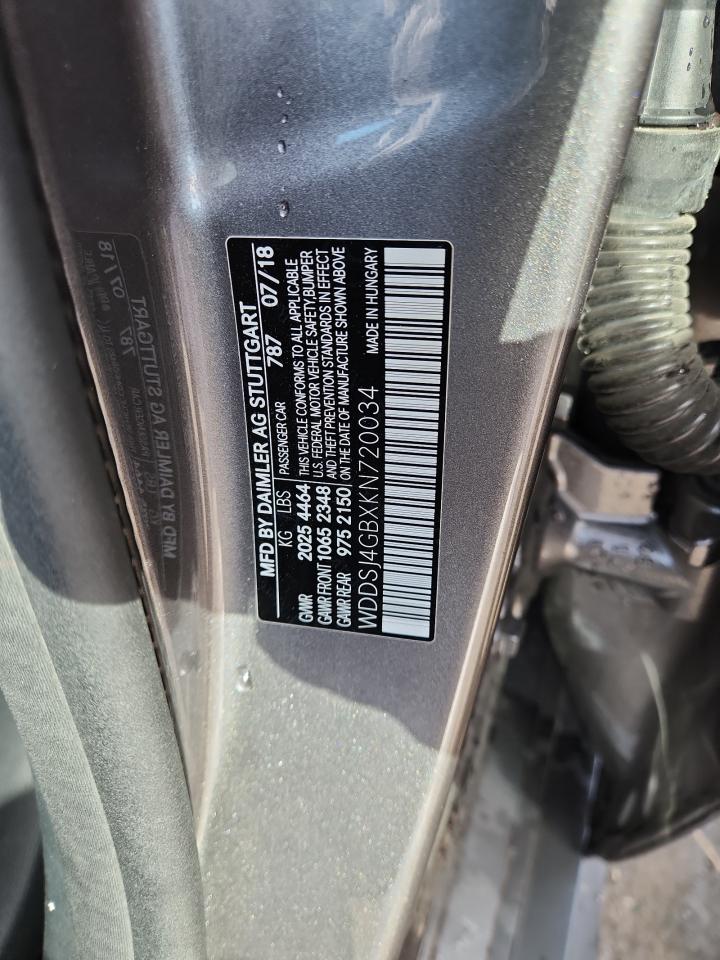 MFD BY DAIMLER AG STUTTGART
KG LBS PASSENGER CAR 787 07/18
GVWR 2025 4464 THIS VEHICLE CONFORMS TO ALL APPLICABLE
U.S. FEDERAL MOTOR VEHICLE SAFETY,BUMPER
GAWR FRONT 1065 2348 AND THEFT PREVENTION STANDARDS IN EFFECT
GAWR REAR 975 2150 ON THE DATE OF MANUFACTURE SHOWN ABOVE
WDDSJ4GBXKN720034 MADE IN HUNGARY